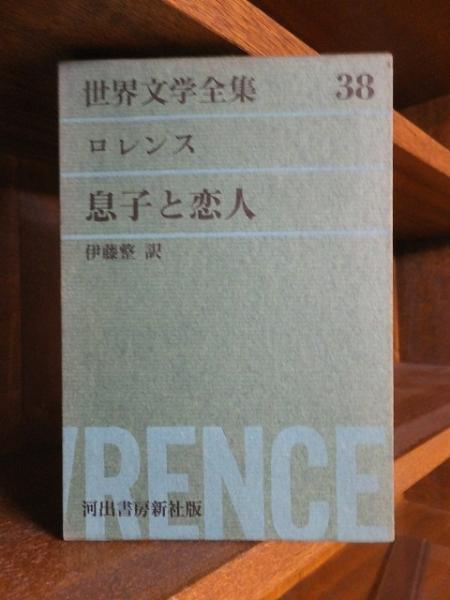 世界文学全集 38
ロレンス
息子と恋人
伊藤整 訳
RENCE
河出書房新社版